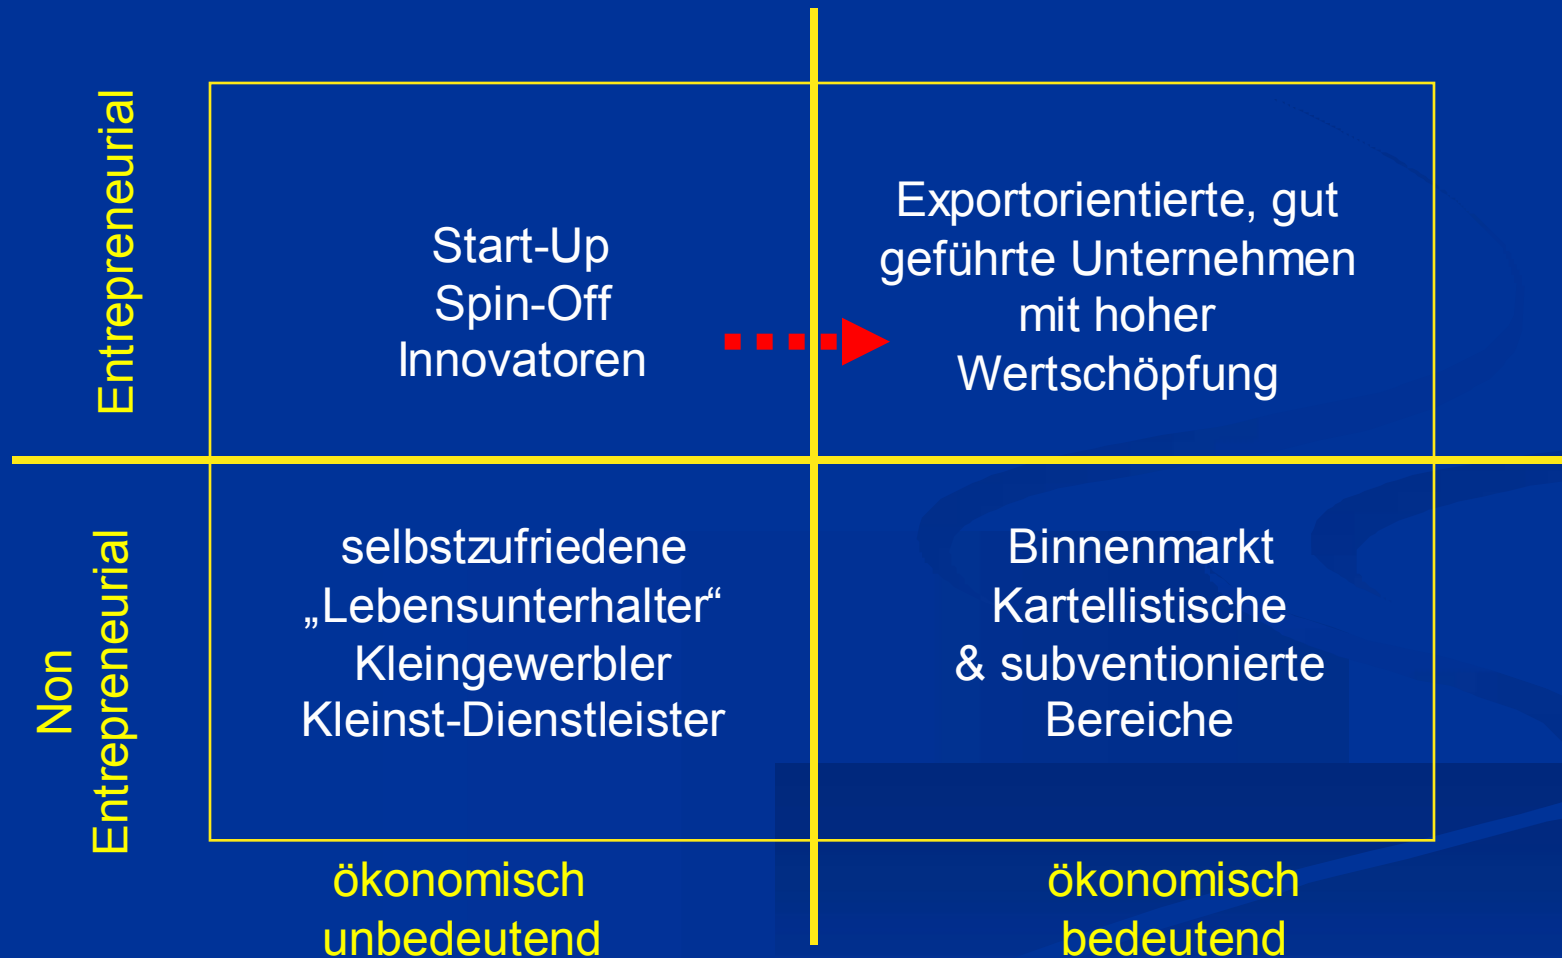 Entrepreneurial
Start-Up
Spin-Off
Innovatoren
Exportorientierte, gut
geführte Unternehmen
mit hoher
Wertschöpfung
Non
Entrepreneurial
selbstzufriedene
„Lebensunterhalter“
Kleingewerbler
Kleinst-Dienstleister
Binnenmarkt
Kartellistische
& subventionierte
Bereiche
ökonomisch
unbedeutend
ökonomisch
bedeutend